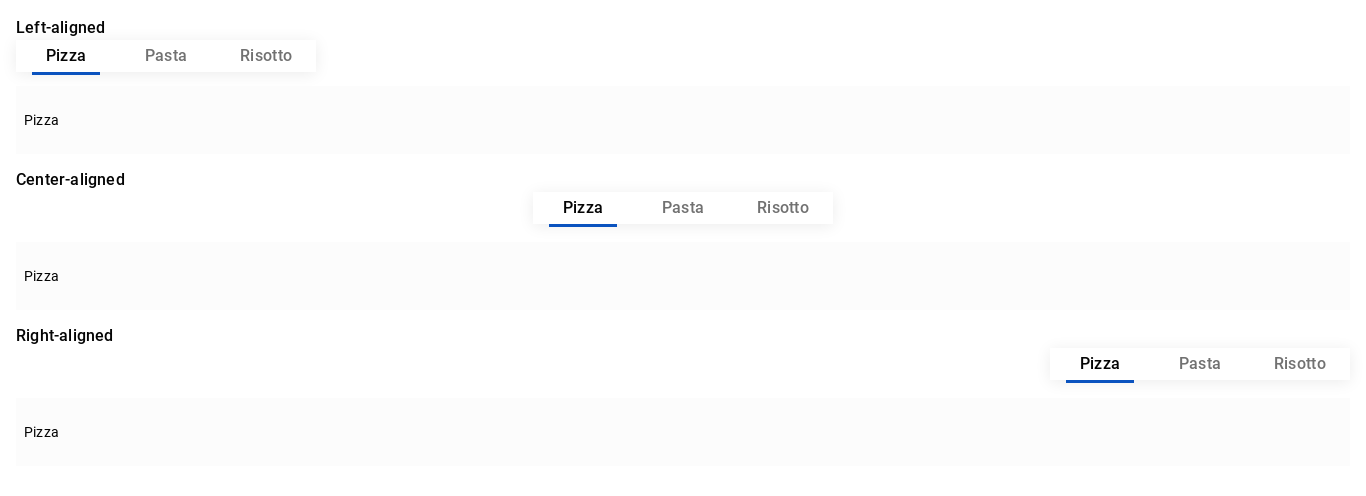 Left-aligned
Pizza Pasta Risotto
Pizza
Center-aligned
Pizza Pasta Risotto
Pizza
Right-aligned
Pizza Pasta Risotto
Pizza